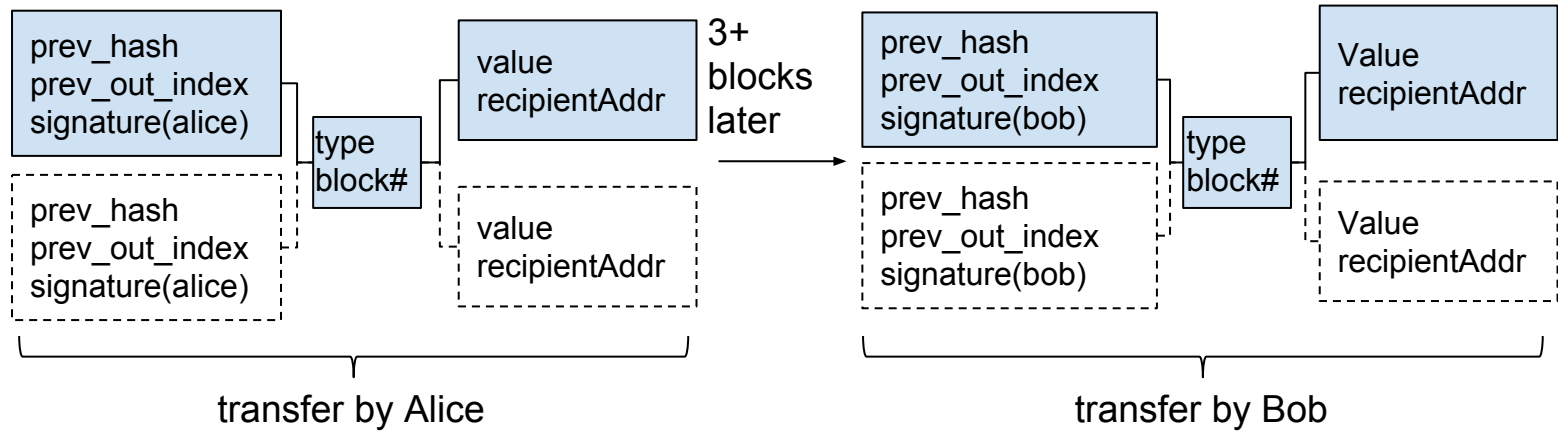 prev_hash
prev_out_index
signature(alice)
prev_hash
prev_out_index
signature(alice)
type
block#
value
recipientAddr
value
recipientAddr
transfer by Alice
3+
blocks
later
prev_hash
prev_out_index
signature(bob)
prev_hash
prev_out_index
signature(bob)
type
block#
Value
recipientAddr
Value
recipientAddr
transfer by Bob